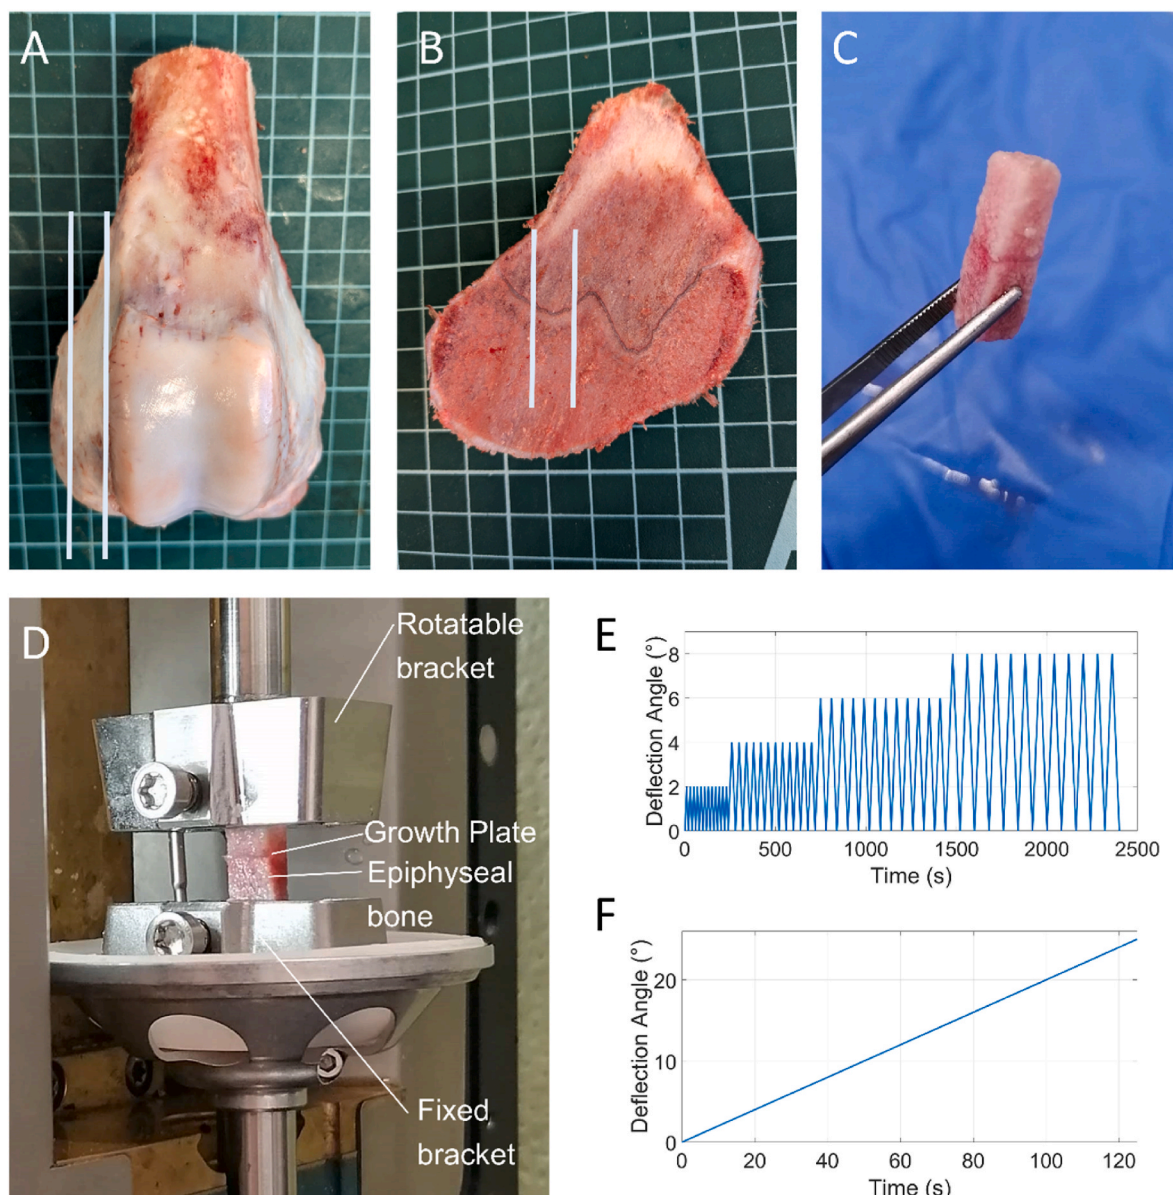 A
B
C
D
Rotatable
bracket
Growth Plate
Epiphyseal
bone
Fixed
bracket
E
Deflection Angle (°)
8
6
4
2
0
0 500 1000 1500 2000 2500
Time (s)
F
Deflection Angle (°)
20
10
0
0 20 40 60 80 100 120
Time (s)